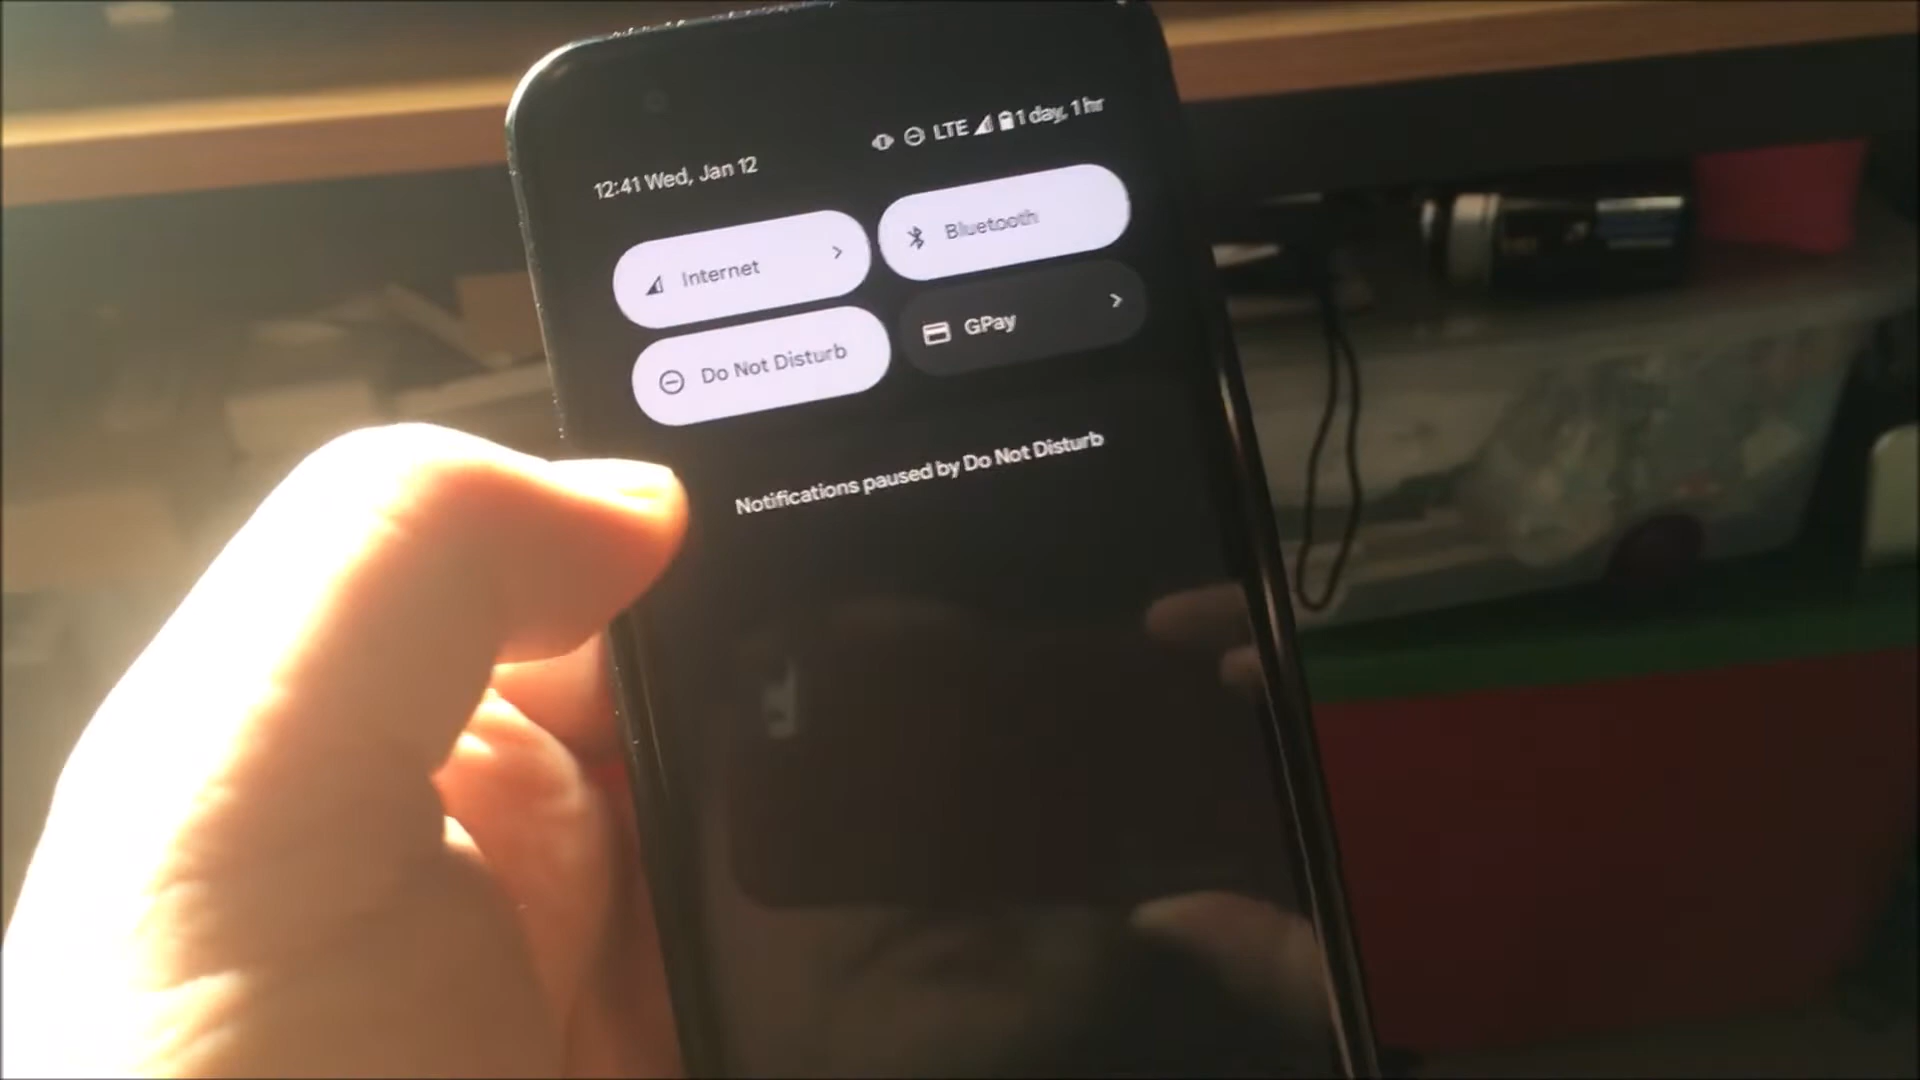 12:41 Wed, Jan 12
LTE 1 day, 1 hr
Internet
Bluetooth
Do Not Disturb
GPay
Notifications paused by Do Not Disturb